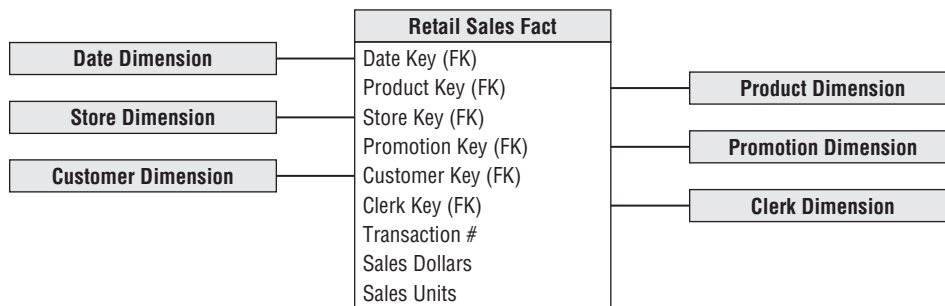 Retail Sales Fact
Date Key (FK)
Product Key (FK)
Store Key (FK)
Promotion Key (FK)
Customer Key (FK)
Clerk Key (FK)
Transaction #
Sales Dollars
Sales Units
Date Dimension
Store Dimension
Customer Dimension
Product Dimension
Promotion Dimension
Clerk Dimension